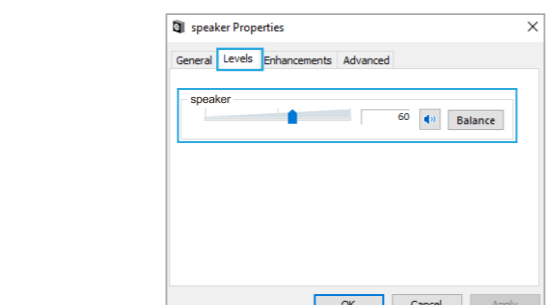 speaker Properties
General Levels Enhancements Advanced
speaker
60 Balance
OK Cancel Apply